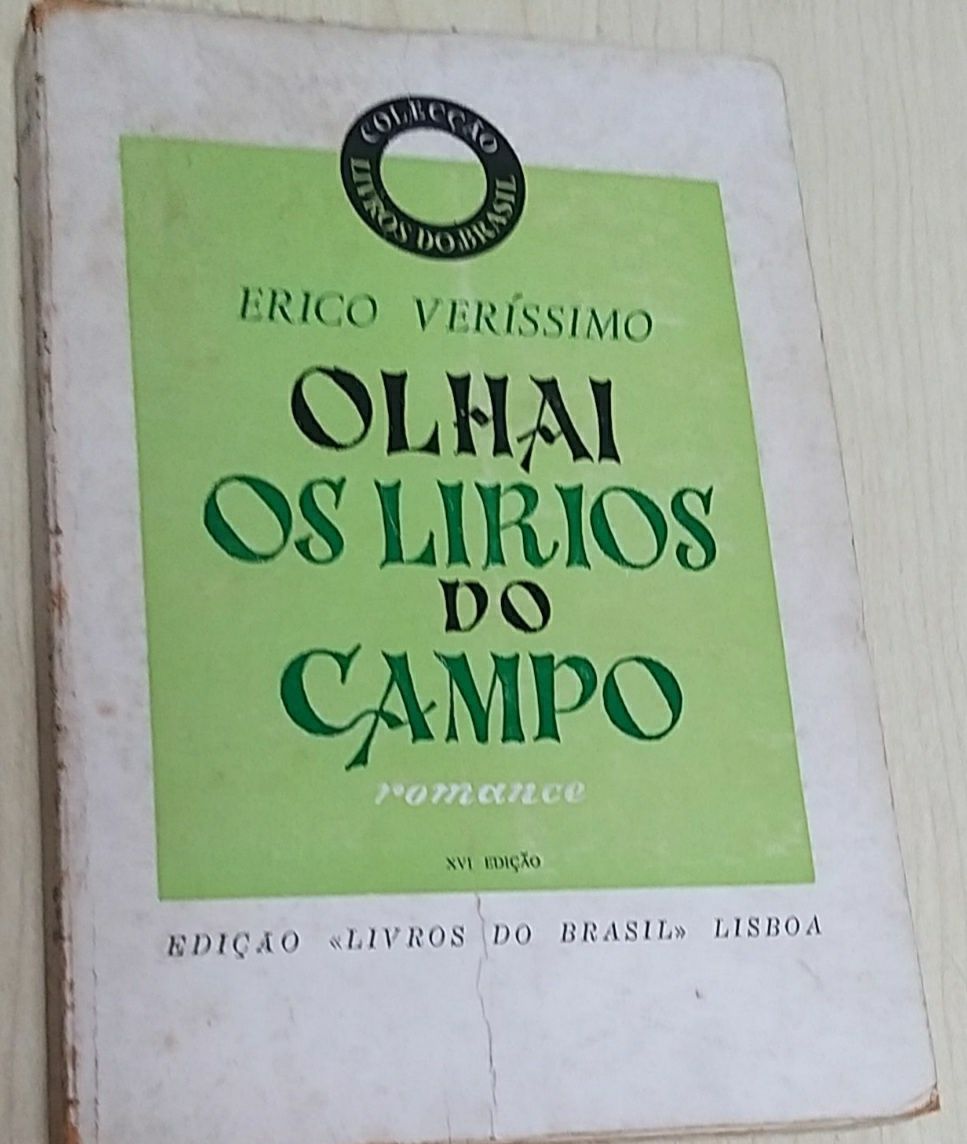 COLECÇÃO
LIVROS DO BRASIL
ERICO VERÍSSIMO
OLHAI
OS LIRIOS
DO
CAMPO
romance
XVI EDIÇÃO
EDIÇÃO «LIVROS DO BRASIL» LISBOA